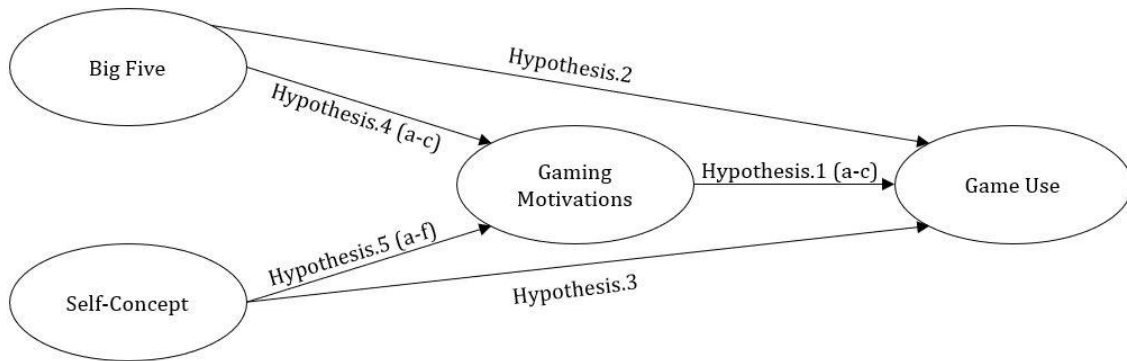 Big Five
Hypothesis.2
Hypothesis.4 (a-c)
Gaming
Motivations
Hypothesis.1 (a-c)
Game Use
Hypothesis.5 (a-f)
Self-Concept
Hypothesis.3